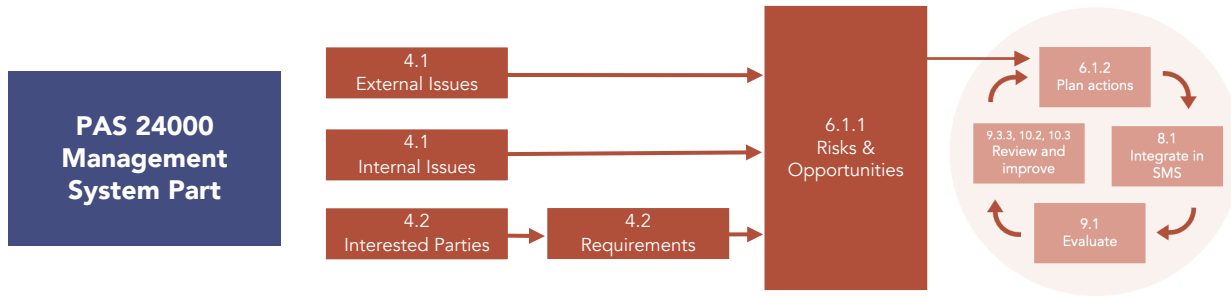 PAS 24000
Management
System Part
4.1
External Issues
4.1
Internal Issues
4.2
Interested Parties
4.2
Requirements
6.1.1
Risks &
Opportunities
6.1.2
Plan actions
8.1
Integrate in
SMS
9.1
Evaluate
9.3.3, 10.2, 10.3
Review and
improve